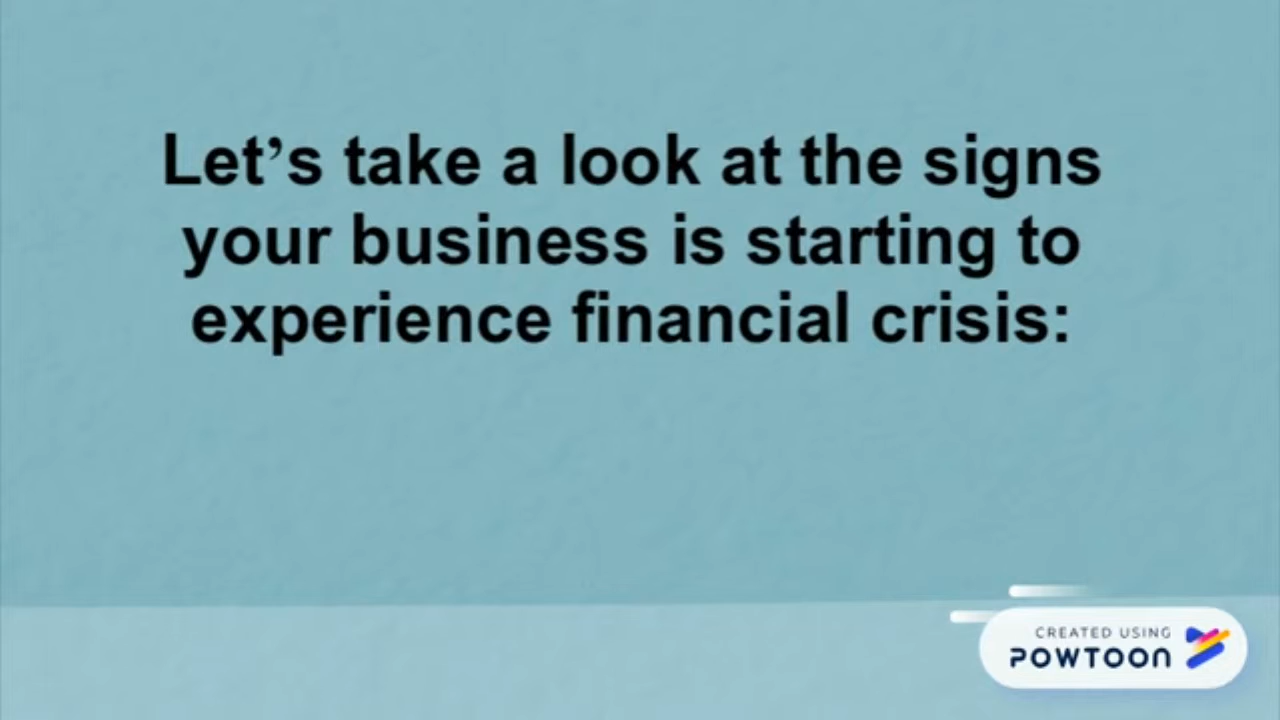 Let’s take a look at the signs
your business is starting to
experience financial crisis:
CREATED USING
POWTOON